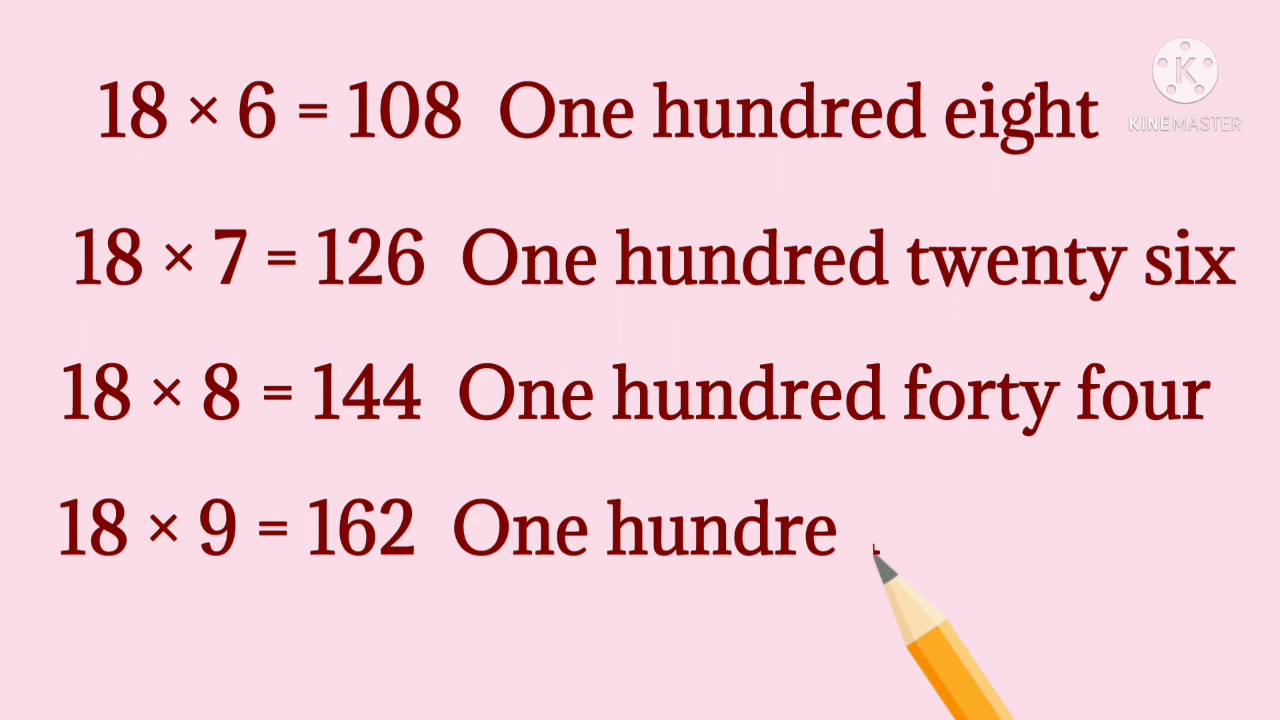 18 × 6 = 108 One hundred eight
KINEMASTER
18 × 7 = 126 One hundred twenty six
18 × 8 = 144 One hundred forty four
18 × 9 = 162 One hundre